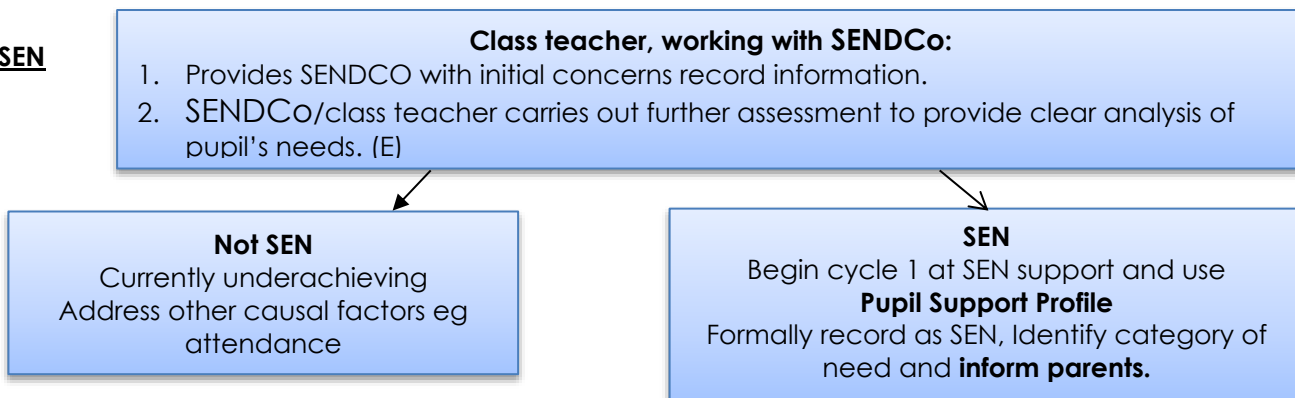 SEN
Class teacher, working with SENDCo:
1. Provides SENDCO with initial concerns record information.
2. SENDCo/class teacher carries out further assessment to provide clear analysis of
pupil's needs. (E)
Not SEN
Currently underachieving
Address other causal factors eg
attendance
SEN
Begin cycle 1 at SEN support and use
Pupil Support Profile
Formally record as SEN, Identify category of
need and inform parents.